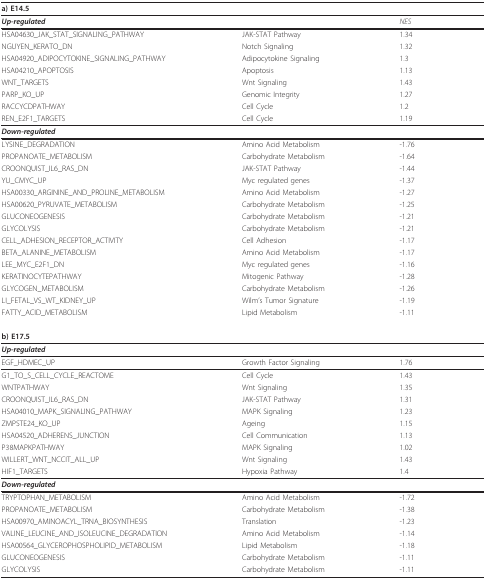 a) E14.5
Up-regulated NES
HSA04630_JAK_STAT_SIGNALING_PATHWAY JAK-STAT Pathway 1.34
NGUYEN_KERATO_DN Notch Signaling 1.32
HSA04920_ADIPOCYTOKINE_SIGNALING_PATHWAY Adipocytokine Signaling 1.3
HSA04210_APOPTOSIS Apoptosis 1.13
WNT_TARGETS Wnt Signaling 1.43
PARP_KO_UP Genomic Integrity 1.27
RACCYCDPATHWAY Cell Cycle 1.2
REN_E2F1_TARGETS Cell Cycle 1.19
Down-regulated
LYSINE_DEGRADATION Amino Acid Metabolism -1.76
PROPANOATE_METABOLISM Carbohydrate Metabolism -1.64
CROONQUIST_IL6_RAS_DN JAK-STAT Pathway -1.44
YU_CMYC_UP Myc regulated genes -1.37
HSA00330_ARGININE_AND_PROLINE_METABOLISM Amino Acid Metabolism -1.27
HSA00620_PYRUVATE_METABOLISM Carbohydrate Metabolism -1.25
GLUCONEOGENESIS Carbohydrate Metabolism -1.21
GLYCOLYSIS Carbohydrate Metabolism -1.21
CELL_ADHESION_RECEPTOR_ACTIVITY Cell Adhesion -1.17
BETA_ALANINE_METABOLISM Amino Acid Metabolism -1.17
LEE_MYC_E2F1_DN Myc regulated genes -1.16
KERATINOCYTEPATHWAY Mitogenic Pathway -1.28
GLYCOGEN_METABOLISM Carbohydrate Metabolism -1.26
LI_FETAL_VS_WT_KIDNEY_UP Wilm's Tumor Signature -1.19
FATTY_ACID_METABOLISM Lipid Metabolism -1.11
b) E17.5
Up-regulated
EGF_HDMEC_UP Growth Factor Signaling 1.76
G1_TO_S_CELL_CYCLE_REACTOME Cell Cycle 1.43
WNTPATHWAY Wnt Signaling 1.35
CROONQUIST_IL6_RAS_DN JAK-STAT Pathway 1.31
HSA04010_MAPK_SIGNALING_PATHWAY MAPK Signaling 1.23
ZMPSTE24_KO_UP Ageing 1.15
HSA04520_ADHERENS_JUNCTION Cell Communication 1.13
P38MAPKPATHWAY MAPK Signaling 1.02
WILLERT_WNT_NCCIT_ALL_UP Wnt Signaling 1.43
HIF1_TARGETS Hypoxia Pathway 1.4
Down-regulated
TRYPTOPHAN_METABOLISM Amino Acid Metabolism -1.72
PROPANOATE_METABOLISM Carbohydrate Metabolism -1.38
HSA00970_AMINOACYL_TRNA_BIOSYNTHESIS Translation -1.23
VALINE_LEUCINE_AND_ISOLEUCINE_DEGRADATION Amino Acid Metabolism -1.14
HSA00564_GLYCEROPHOSPHOLIPID_METABOLISM Lipid Metabolism -1.18
GLUCONEOGENESIS Carbohydrate Metabolism -1.11
GLYCOLYSIS Carbohydrate Metabolism -1.11